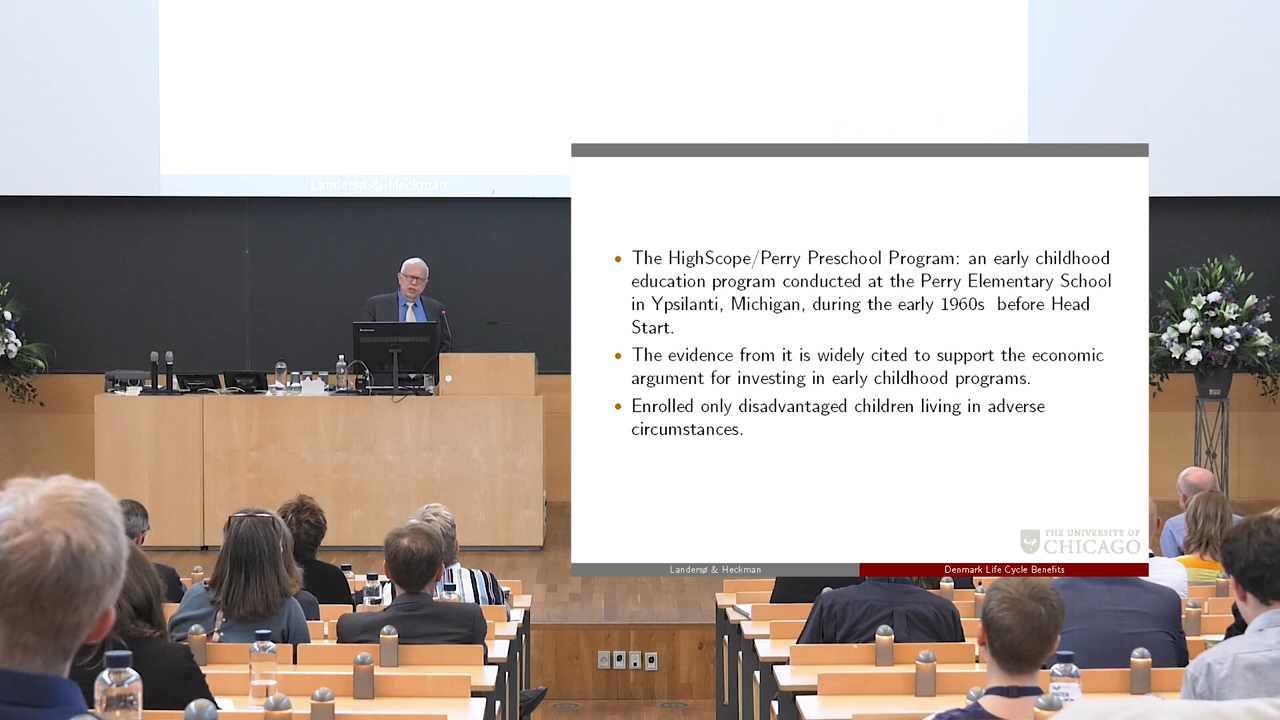 Landersø & Heckman
• The HighScope/Perry Preschool Program: an early childhood
education program conducted at the Perry Elementary School
in Ypsilanti, Michigan, during the early 1960s before Head
Start.
• The evidence from it is widely cited to support the economic
argument for investing in early childhood programs.
• Enrolled only disadvantaged children living in adverse
circumstances.
THE UNIVERSITY OF
CHICAGO
Landersø & Heckman
Denmark Life Cycle Benefits